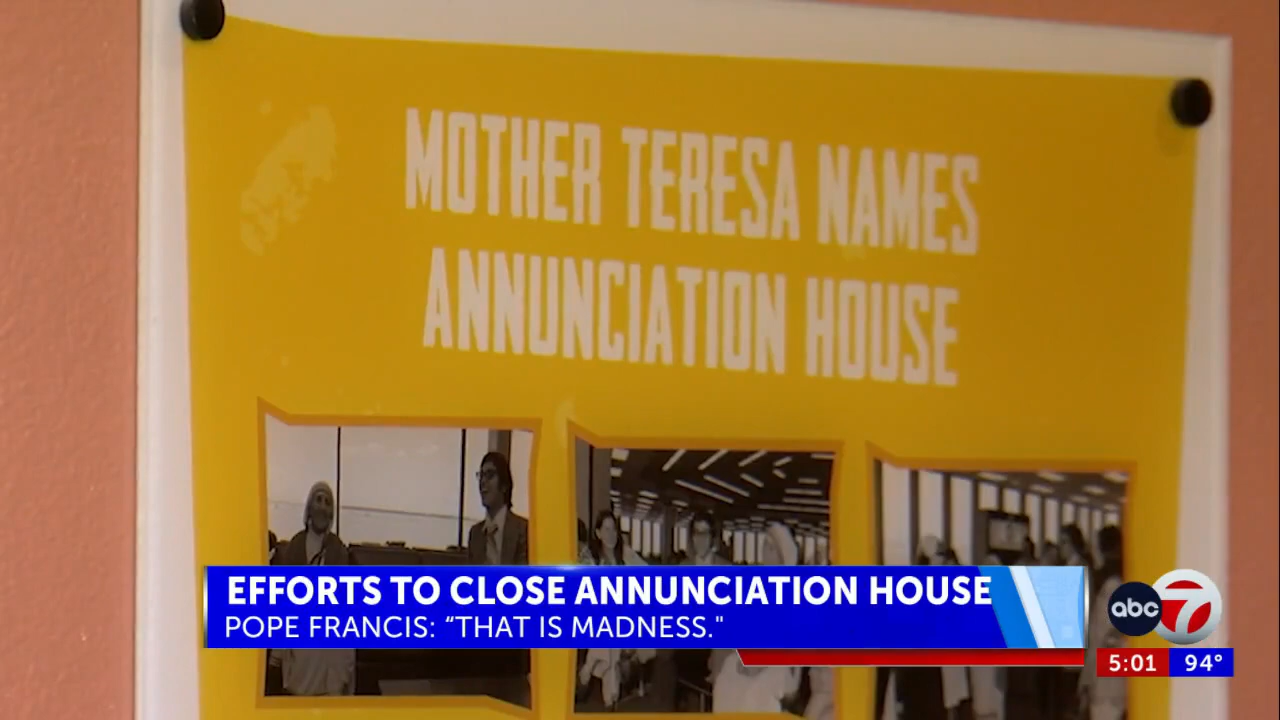 MOTHER TERESA NAMES
ANNUNCIATION HOUSE
EFFORTS TO CLOSE ANNUNCIATION HOUSE
POPE FRANCIS: “THAT IS MADNESS."
abc 7
5:01 94°